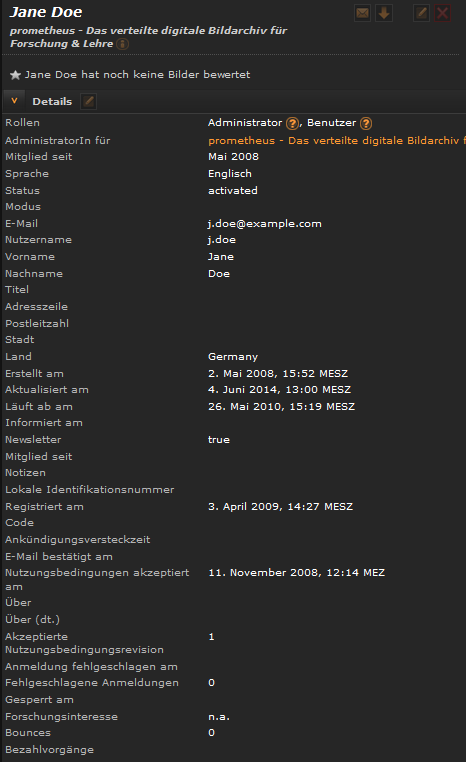 Jane Doe
prometheus - Das verteilte digitale Bildarchiv für
Forschung & Lehre
Jane Doe hat noch keine Bilder bewertet
Details
Rollen Administrator ?, Benutzer ?
AdministratorIn für prometheus - Das verteilte digitale Bildarchiv f
Mitglied seit Mai 2008
Sprache Englisch
Status activated
Modus
E-Mail j.doe@example.com
Nutzername j.doe
Vorname Jane
Nachname Doe
Titel
Adresszeile
Postleitzahl
Stadt
Land Germany
Erstellt am 2. Mai 2008, 15:52 MESZ
Aktualisiert am 4. Juni 2014, 13:00 MESZ
Läuft ab am 26. Mai 2010, 15:19 MESZ
Informiert am
Newsletter true
Mitglied seit
Notizen
Lokale Identifikationsnummer
Registriert am 3. April 2009, 14:27 MESZ
Code
Ankündigungsversteckzeit
E-Mail bestätigt am
Nutzungsbedingungen akzeptiert 11. November 2008, 12:14 MEZ
am
Über
Über (dt.)
Akzeptierte 1
Nutzungsbedingungsrevision
Anmeldung fehlgeschlagen am
Fehlgeschlagene Anmeldungen 0
Gesperrt am
Forschungsinteresse n.a.
Bounces 0
Bezahlvorgänge